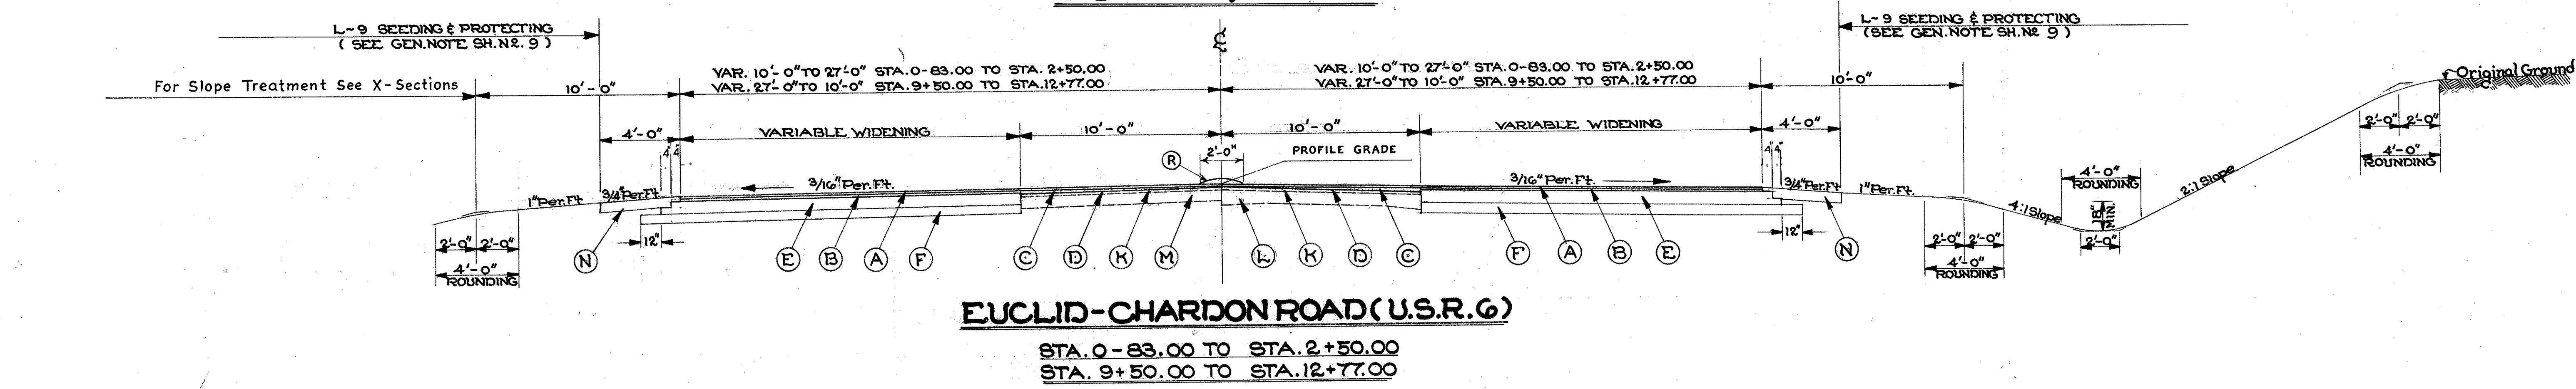 L~9 SEEDING & PROTECTING
( SEE GEN. NOTE SH. Nº. 9 )
℄
L~9 SEEDING & PROTECTING
(SEE GEN. NOTE SH. Nº 9 )
For Slope Treatment See X-Sections
10'-0"
VAR. 10'-0" TO 27'-0" STA. 0-83.00 TO STA. 2+50.00
VAR. 27'-0" TO 10'-0" STA. 9+50.00 TO STA. 12+77.00
VAR. 10'-0" TO 27'-0" STA. 0-83.00 TO STA. 2+50.00
VAR. 27'-0" TO 10'-0" STA. 9+50.00 TO STA. 12+77.00
10'-0"
Original Ground
4'-0"
VARIABLE WIDENING
10'-0"
10'-0"
VARIABLE WIDENING
4'-0"
2'-0" 2'-0"
4'-0"
ROUNDING
4" 4"
R
2'-0"
PROFILE GRADE
4" 4"
1" Per. Ft
3/4" Per. Ft.
3/16" Per. Ft.
3/16" Per. Ft.
3/4" Per. Ft
1" Per. Ft.
4'-0"
ROUNDING
2:1 Slope
4:1 Slope
18"
MIN.
2'-0"
2'-0" 2'-0"
4'-0"
ROUNDING
12"
12"
2'-0" 2'-0"
4'-0"
ROUNDING
N E B A F C D K M L K D C F A B E N
EUCLID-CHARDON ROAD (U.S.R. 6)
STA. 0-83.00 TO STA. 2+50.00
STA. 9+50.00 TO STA. 12+77.00